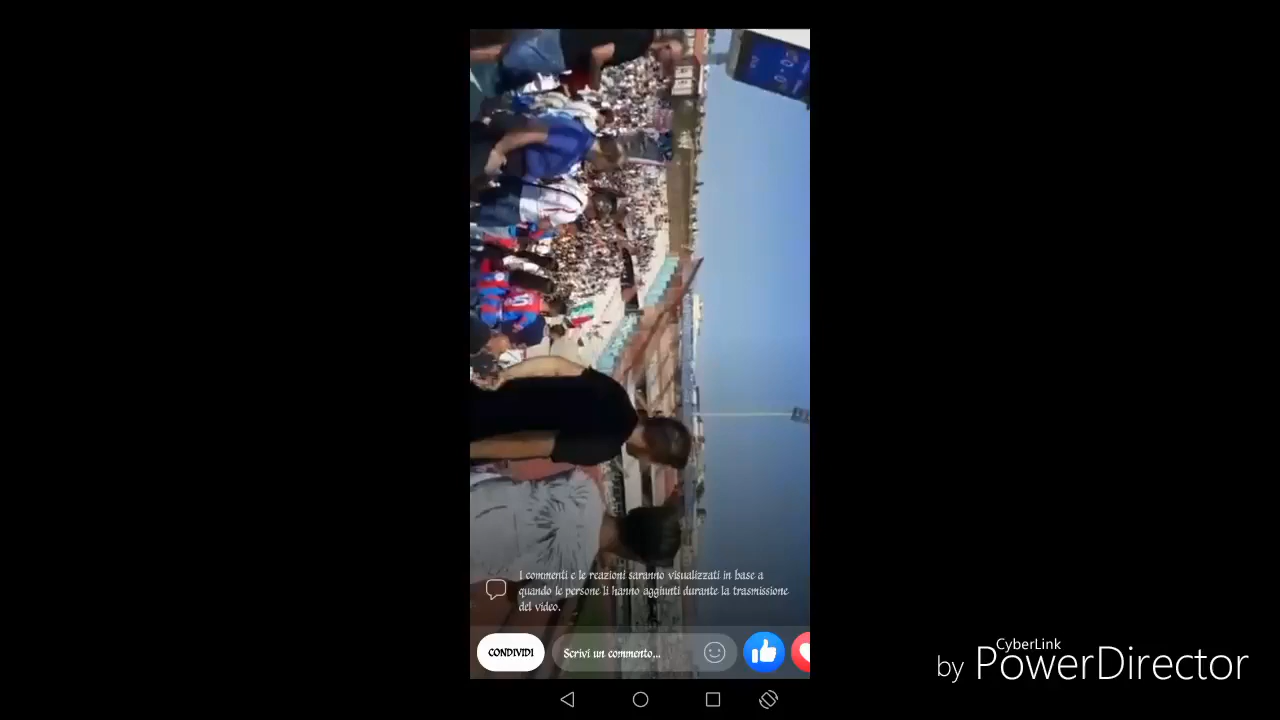 I commenti e le reazioni saranno visualizzati in base a
quando le persone li hanno aggiunti durante la trasmissione
del video.
CONDIVIDI
Scrivi un commento...
CyberLink
by PowerDirector